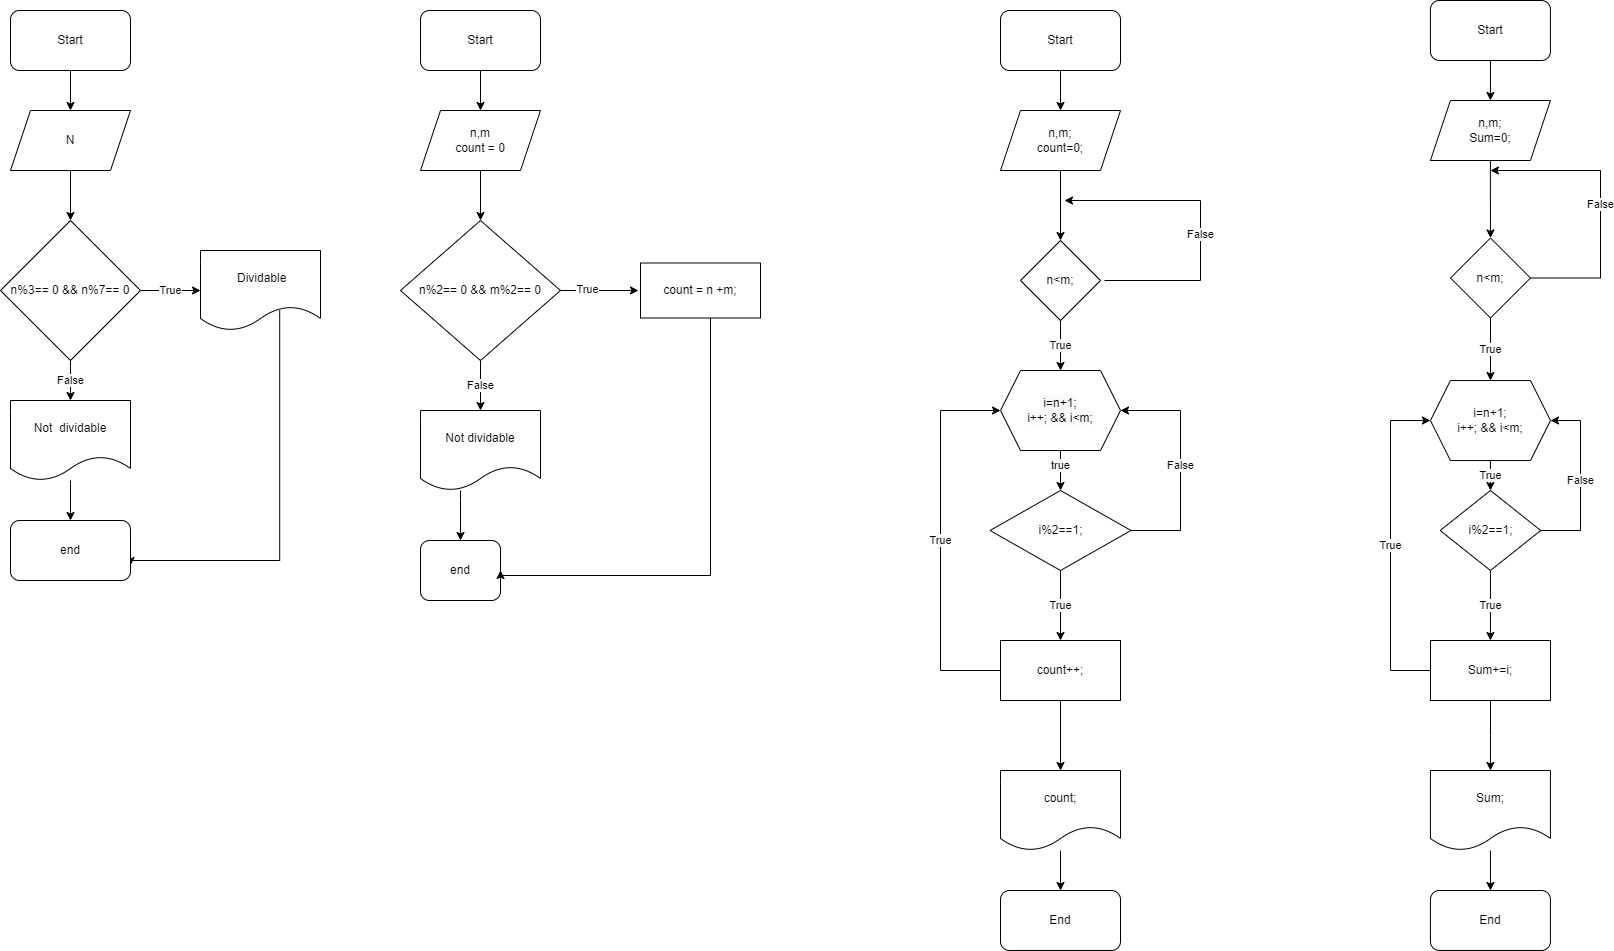 Start
N
n%3== 0 && n%7== 0
True
Dividable
False
Not  dividable
end
Start
n,m
count = 0
n%2== 0 && m%2== 0
True
count = n +m;
False
Not dividable
end
Start
n,m;
count=0;
False
n<m;
True
i=n+1;
i++; && i<m;
true
False
i%2==1;
True
True
count++;
count;
End
Start
n,m;
Sum=0;
False
n<m;
True
i=n+1;
i++; && i<m;
True
False
i%2==1;
True
True
Sum+=i;
Sum;
End